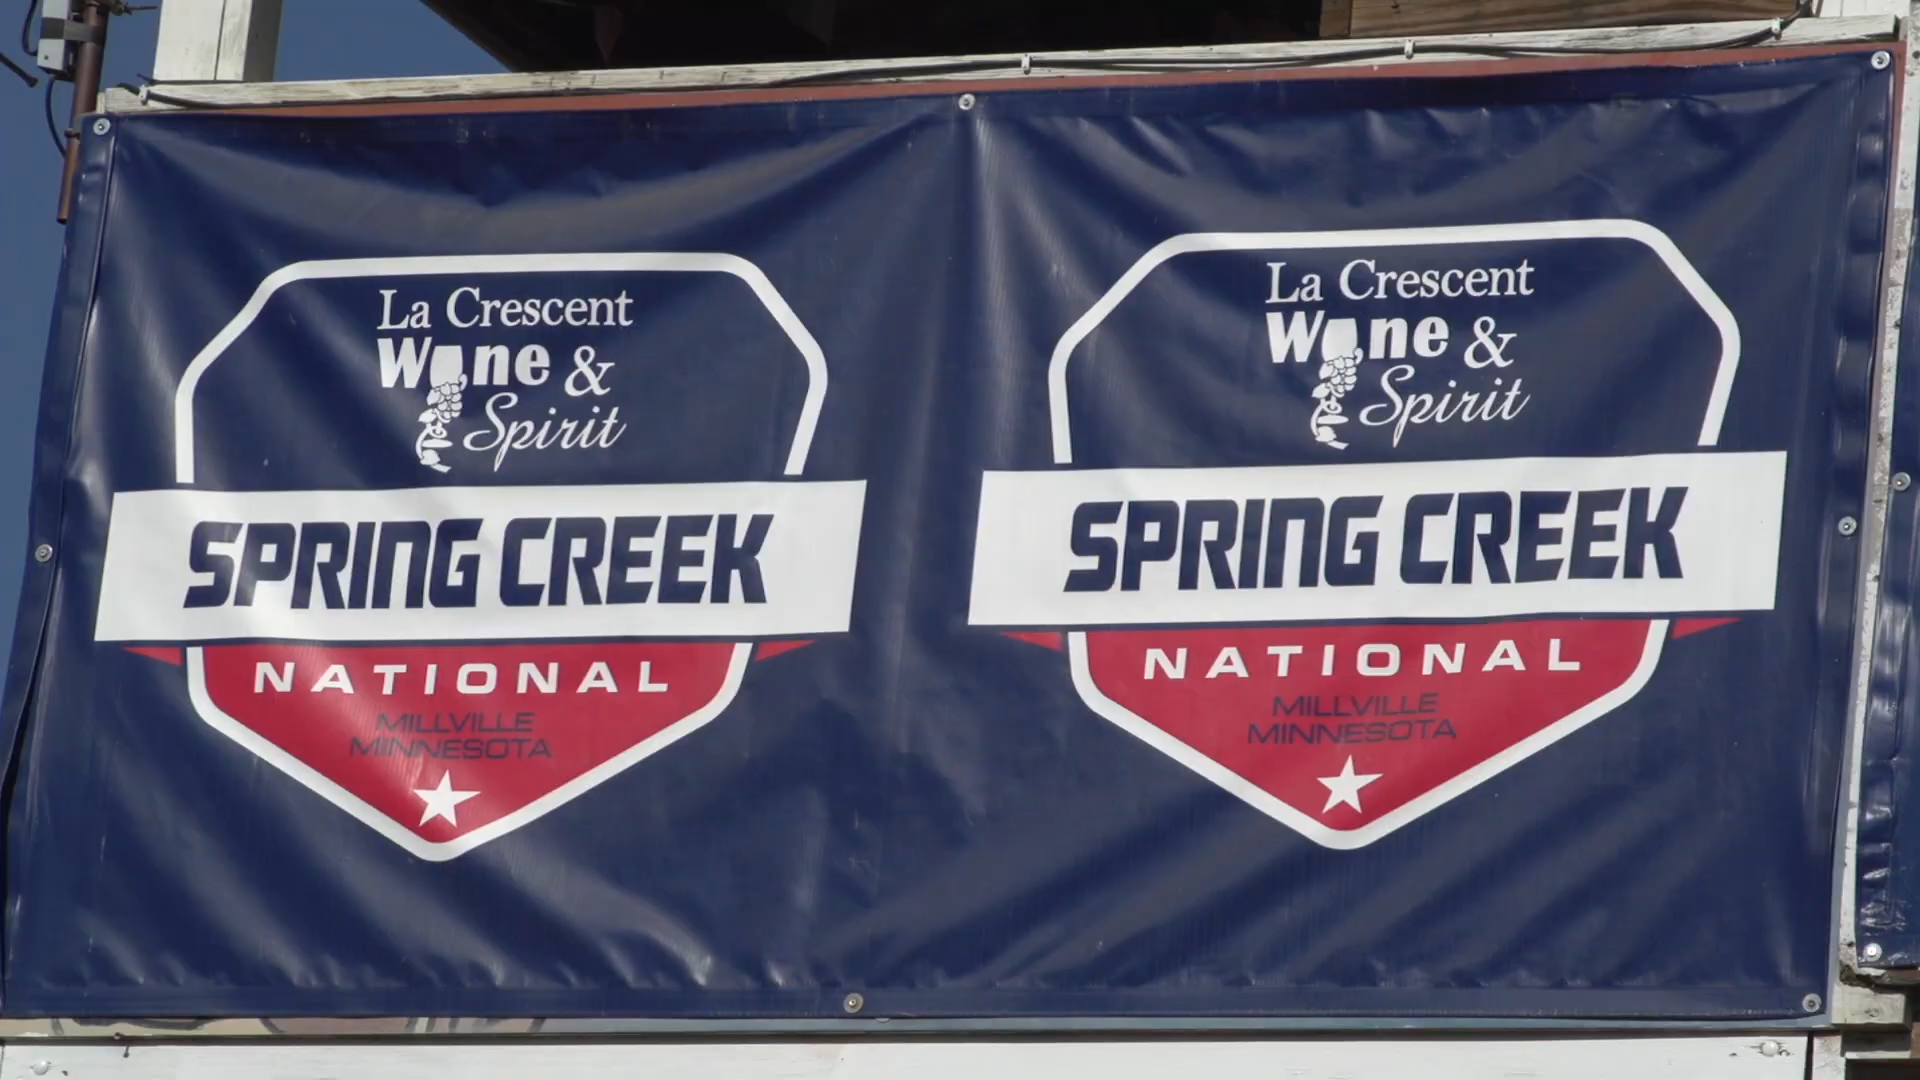 La Crescent
Wine &
Spirit
SPRING CREEK
NATIONAL
MILLVILLE
MINNESOTA
La Crescent
Wine &
Spirit
SPRING CREEK
NATIONAL
MILLVILLE
MINNESOTA